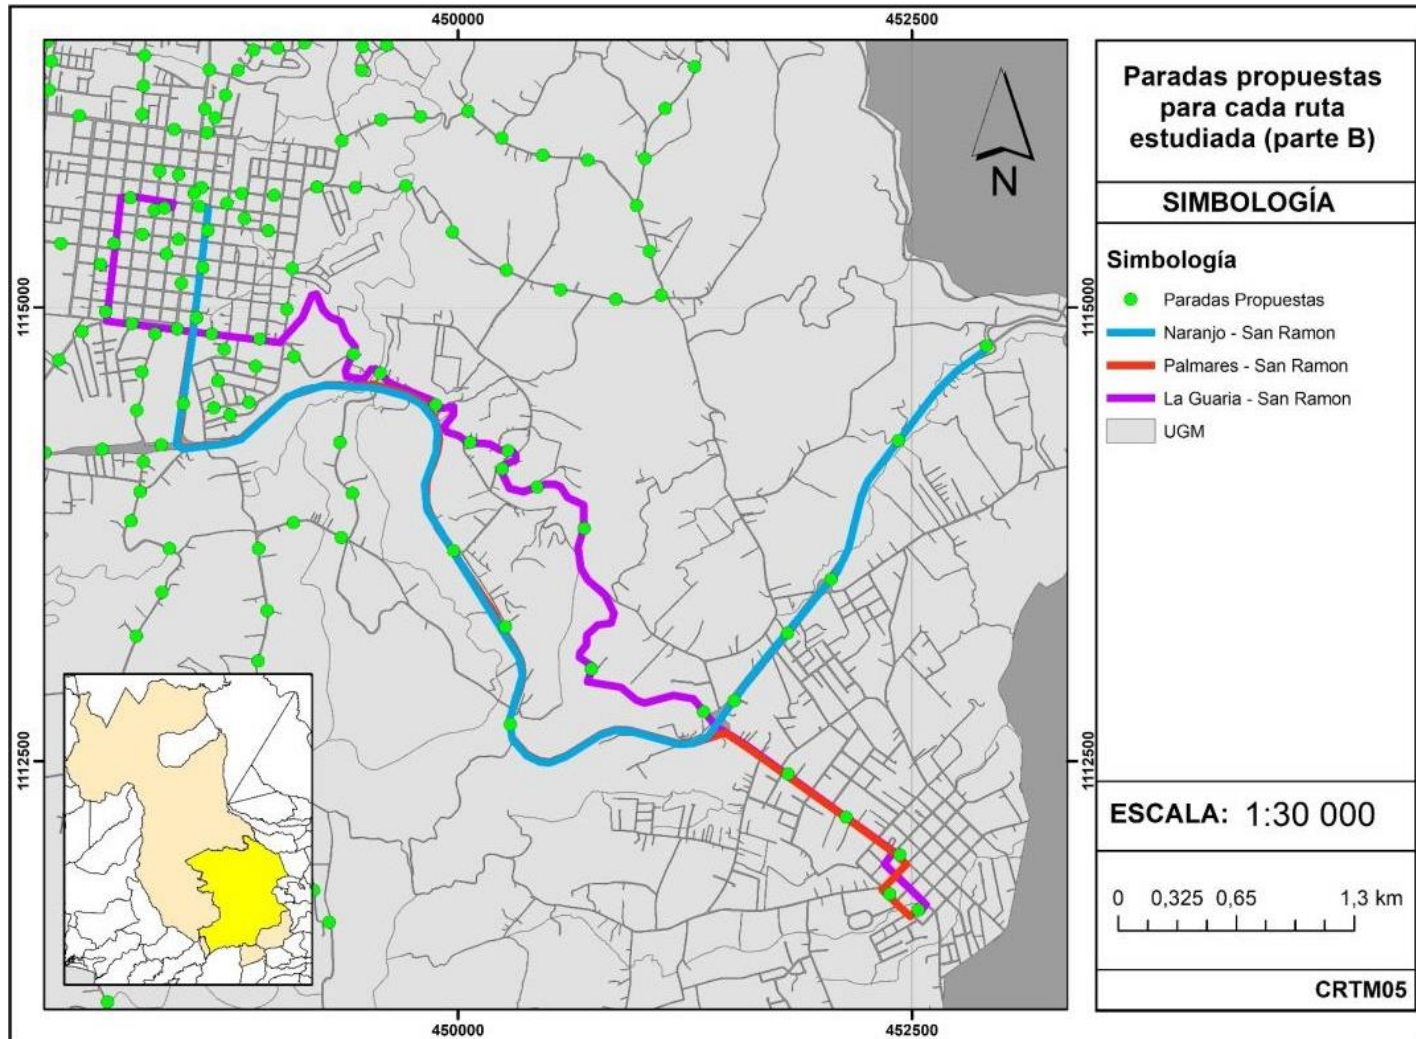 450000
452500
Paradas propuestas
para cada ruta
estudiada (parte B)
SIMBOLOGÍA
Simbología
Paradas Propuestas
Naranjo - San Ramon
Palmares - San Ramon
La Guaria - San Ramon
UGM
N
1115000
1115000
1112500
1112500
ESCALA: 1:30 000
0 0,325 0,65 1,3 km
CRTM05
450000
452500